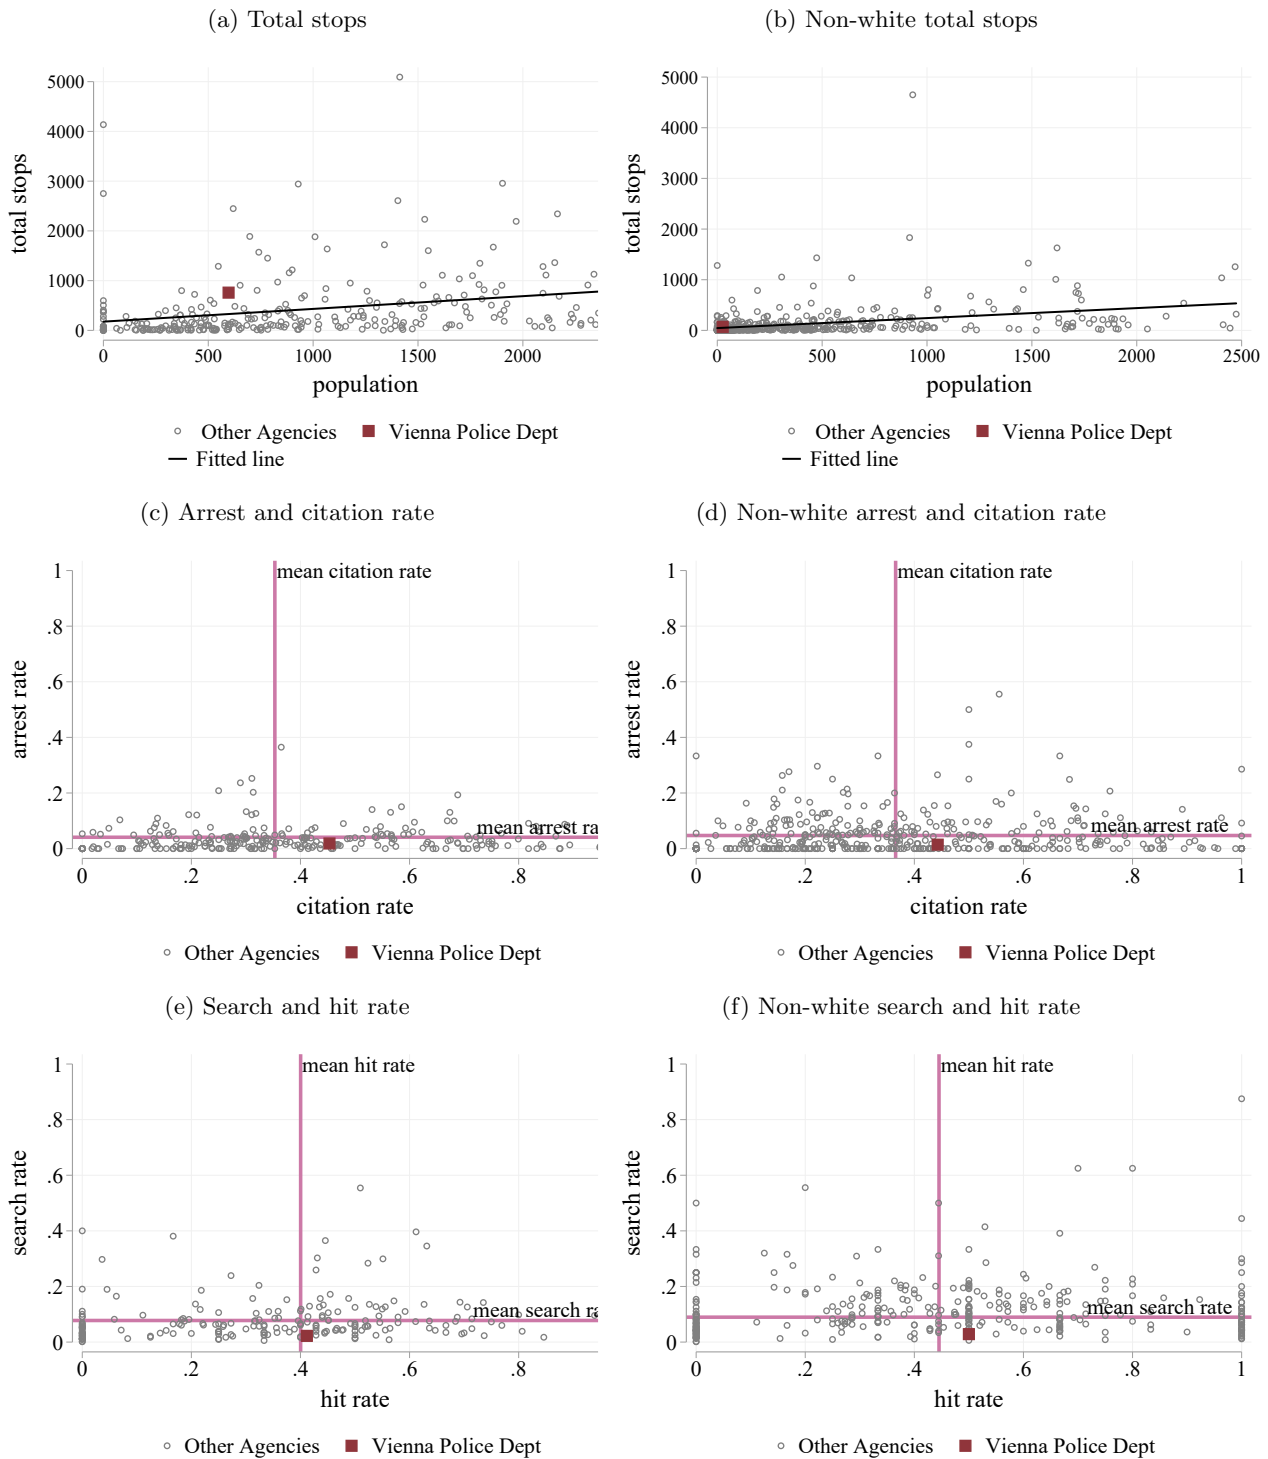 (a) Total stops
(b) Non-white total stops
total stops
5000
4000
3000
2000
1000
0
0 500 1000 1500 2000
population
Other Agencies Vienna Police Dept
Fitted line
total stops
5000
4000
3000
2000
1000
0
0 500 1000 1500 2000 2500
population
Other Agencies Vienna Police Dept
Fitted line
(c) Arrest and citation rate
(d) Non-white arrest and citation rate
arrest rate
1
.8
.6
.4
.2
0
mean citation rate
mean arrest ra
0 .2 .4 .6 .8
citation rate
Other Agencies Vienna Police Dept
arrest rate
1
.8
.6
.4
.2
0
mean citation rate
mean arrest rate
0 .2 .4 .6 .8 1
citation rate
Other Agencies Vienna Police Dept
(e) Search and hit rate
(f) Non-white search and hit rate
search rate
1
.8
.6
.4
.2
0
mean hit rate
mean search ra
0 .2 .4 .6 .8
hit rate
Other Agencies Vienna Police Dept
search rate
1
.8
.6
.4
.2
0
mean hit rate
mean search rate
0 .2 .4 .6 .8 1
hit rate
Other Agencies Vienna Police Dept